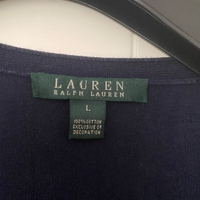 LAUREN
RALPH LAUREN
L
100% COTTON
EXCLUSIVE OF
DECORATION